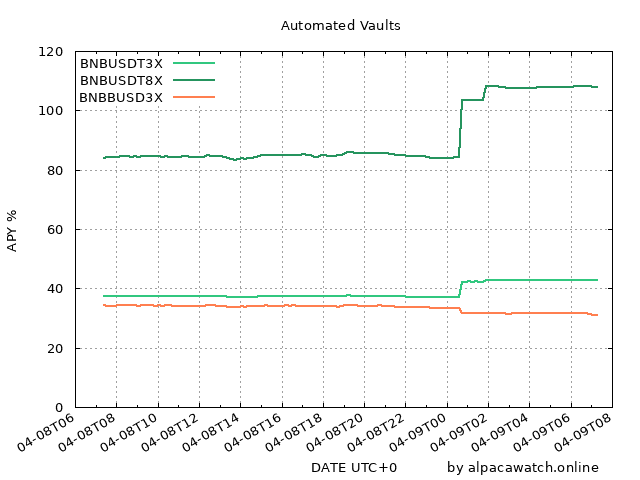 Automated Vaults
120
100
80
60
40
20
0
APY %
BNBUSDT3X
BNBUSDT8X
BNBBUSD3X
04-08T06
04-08T08
04-08T10
04-08T12
04-08T14
04-08T16
04-08T18
04-08T20
04-08T22
04-09T00
04-09T02
04-09T04
04-09T06
04-09T08
DATE UTC+0
by alpacawatch.online